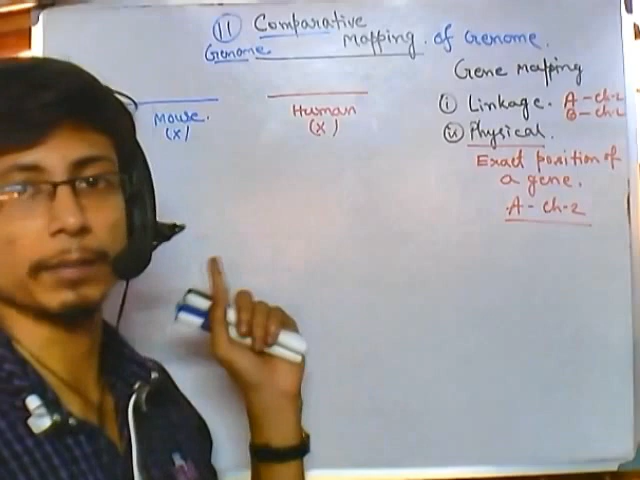 11 Comparative
Genome Mapping of Genome.
Mouse.
(X)
Human
(X)
Gene mapping
(i) Linkage. A - ch-2
B - ch-2
(ii) Physical.
Exact position of
a gene.
A - ch-2